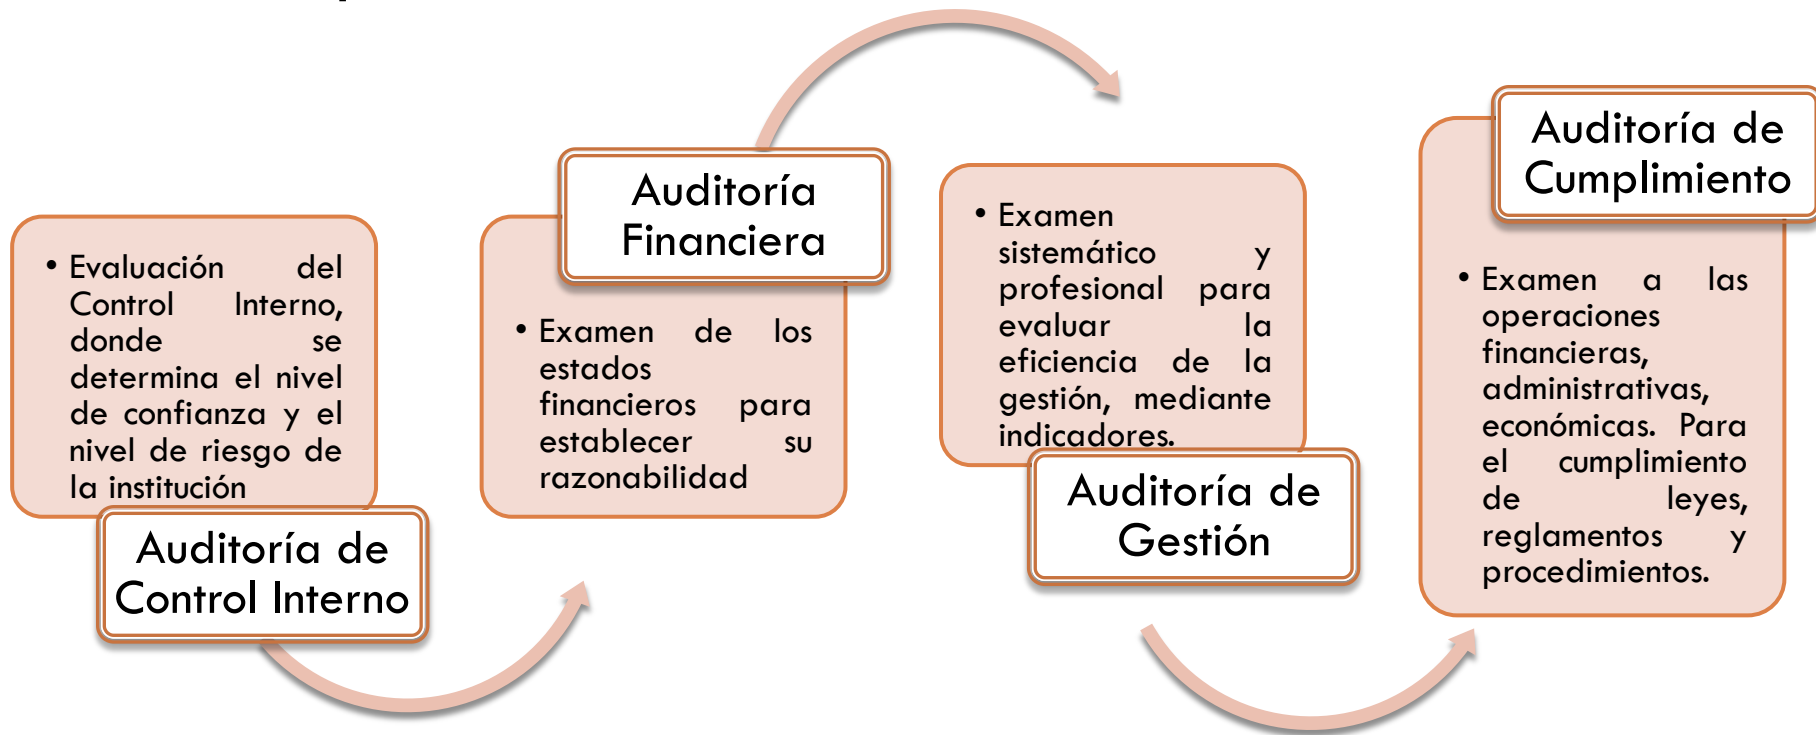 • Evaluación del
Control Interno,
donde se
determina el nivel
de confianza y el
nivel de riesgo de
la institución
Auditoría de
Control Interno
Auditoría
Financiera
• Examen de los
estados
financieros para
establecer su
razonabilidad
• Examen
sistemático y
profesional para
evaluar la
eficiencia de la
gestión, mediante
indicadores.
Auditoría de
Gestión
Auditoría de
Cumplimiento
• Examen a las
operaciones
financieras,
administrativas,
económicas. Para
el cumplimiento
de leyes,
reglamentos y
procedimientos.